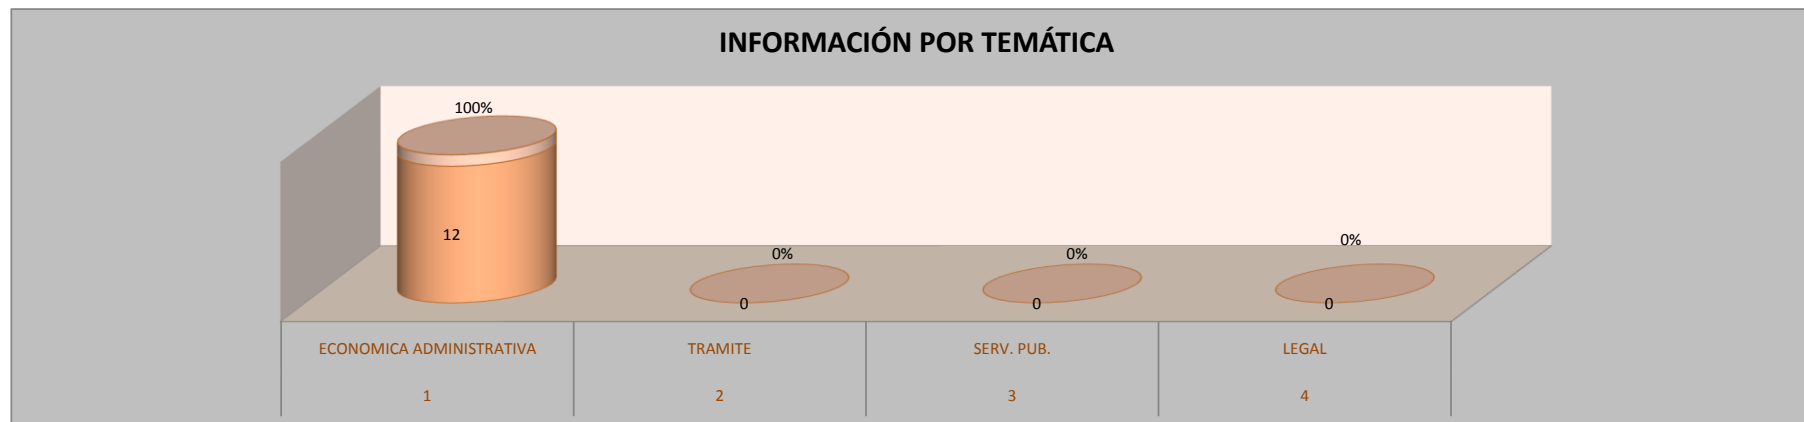 INFORMACIÓN POR TEMÁTICA
100%
12
0%
0
0%
0
0%
0
ECONOMICA ADMINISTRATIVA
TRAMITE
SERV. PUB.
LEGAL
1
2
3
4